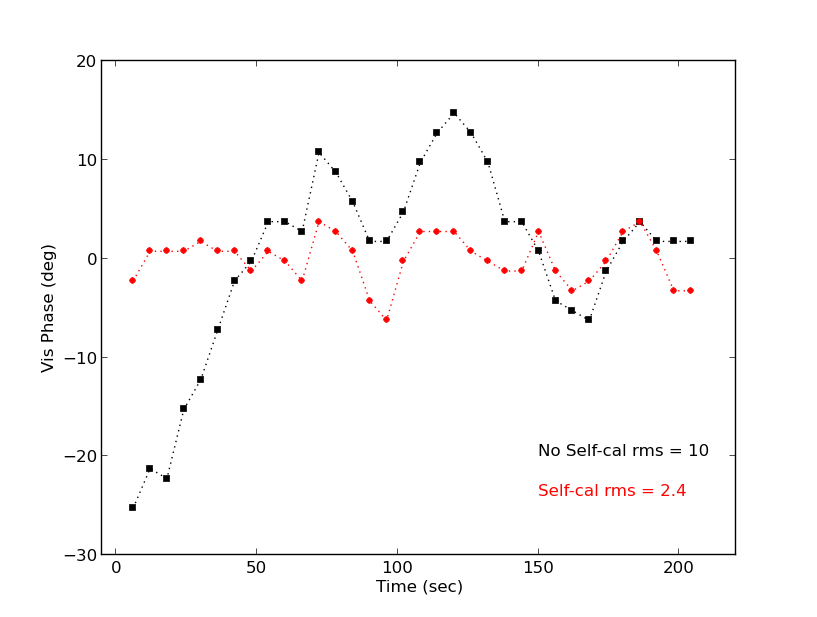 20
10
0
−10
−20
−30
Vis Phase (deg)
No Self-cal rms = 10
Self-cal rms = 2.4
0 50 100 150 200
Time (sec)